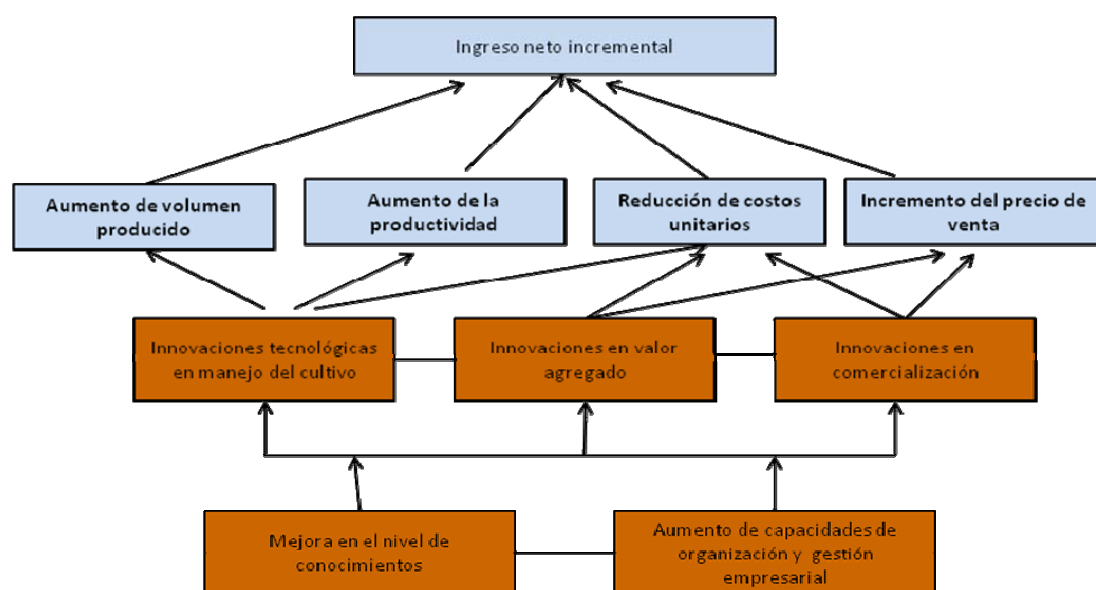 Ingreso neto incremental
Aumento de volumen
producido
Aumento de la
productividad
Reducción de costos
unitarios
Incremento del precio de
venta
Innovaciones tecnológicas
en manejo del cultivo
Innovaciones en valor
agregado
Innovaciones en
comercialización
Mejora en el nivel de
conocimientos
Aumento de capacidades de
organización y gestión
empresarial